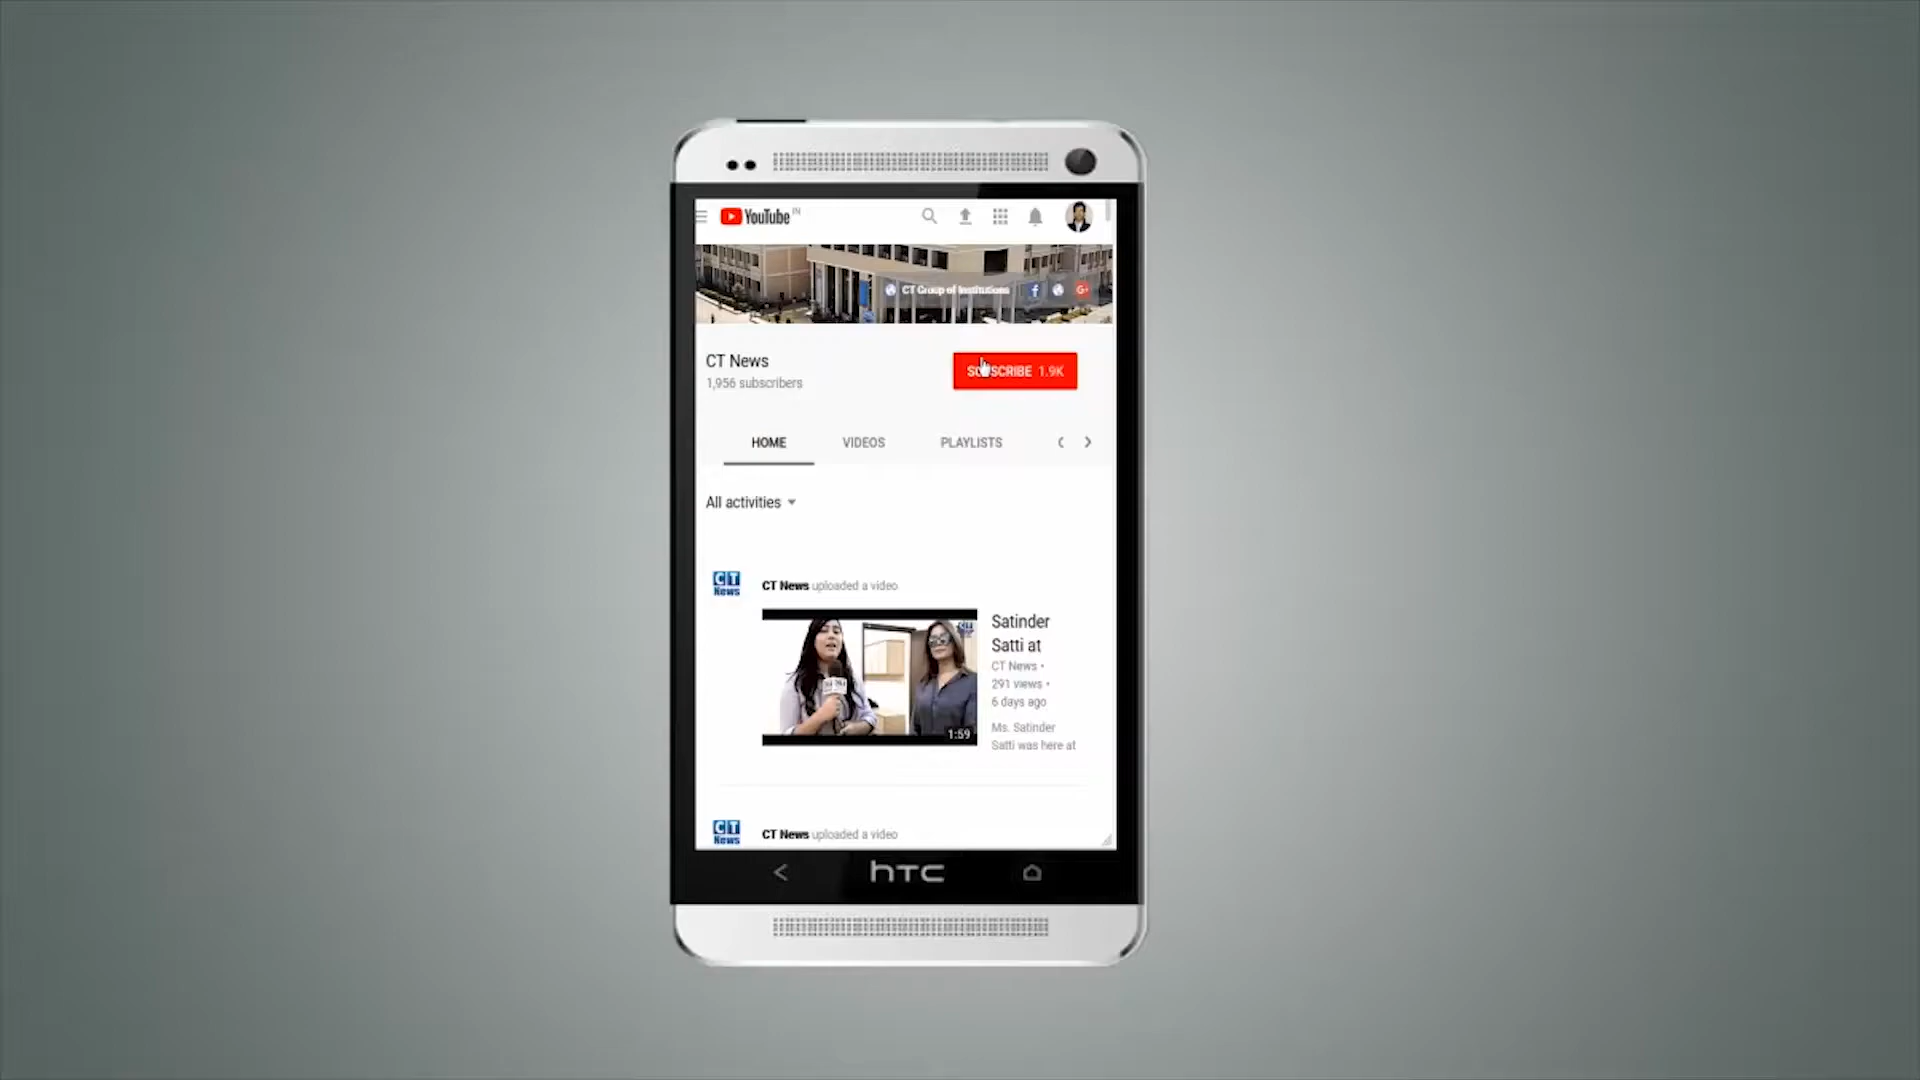 YouTube IN
CT Group of Institutions
CT News
1,956 subscribers
SUBSCRIBE 1.9K
HOME VIDEOS PLAYLISTS
All activities
CT News
CT News uploaded a video
Satinder
Satti at
CT News •
291 views •
6 days ago
Ms. Satinder
Satti was here at
1:59
CT News
CT News uploaded a video
hTC